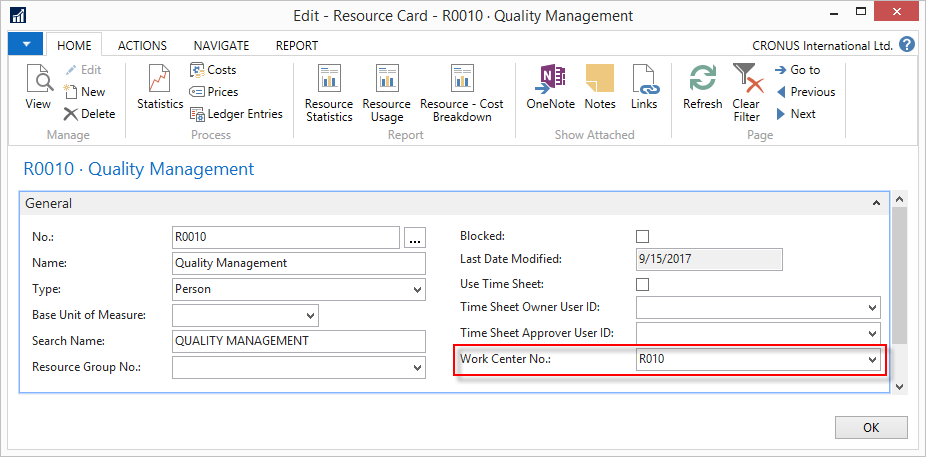 Edit - Resource Card - R0010 · Quality Management
HOME ACTIONS NAVIGATE REPORT CRONUS International Ltd. ?
View
Edit
New
Delete
Manage
Statistics
Costs
Prices
Ledger Entries
Process
Resource Statistics
Resource Usage
Resource - Cost Breakdown
Report
OneNote
Notes
Links
Show Attached
Refresh
Clear Filter
Go to
Previous
Next
Page
R0010 · Quality Management
General
No.: R0010 ...
Name: Quality Management
Type: Person
Base Unit of Measure:
Search Name: QUALITY MANAGEMENT
Resource Group No.:
Blocked:
Last Date Modified: 9/15/2017
Use Time Sheet:
Time Sheet Owner User ID:
Time Sheet Approver User ID:
Work Center No.: R010
OK